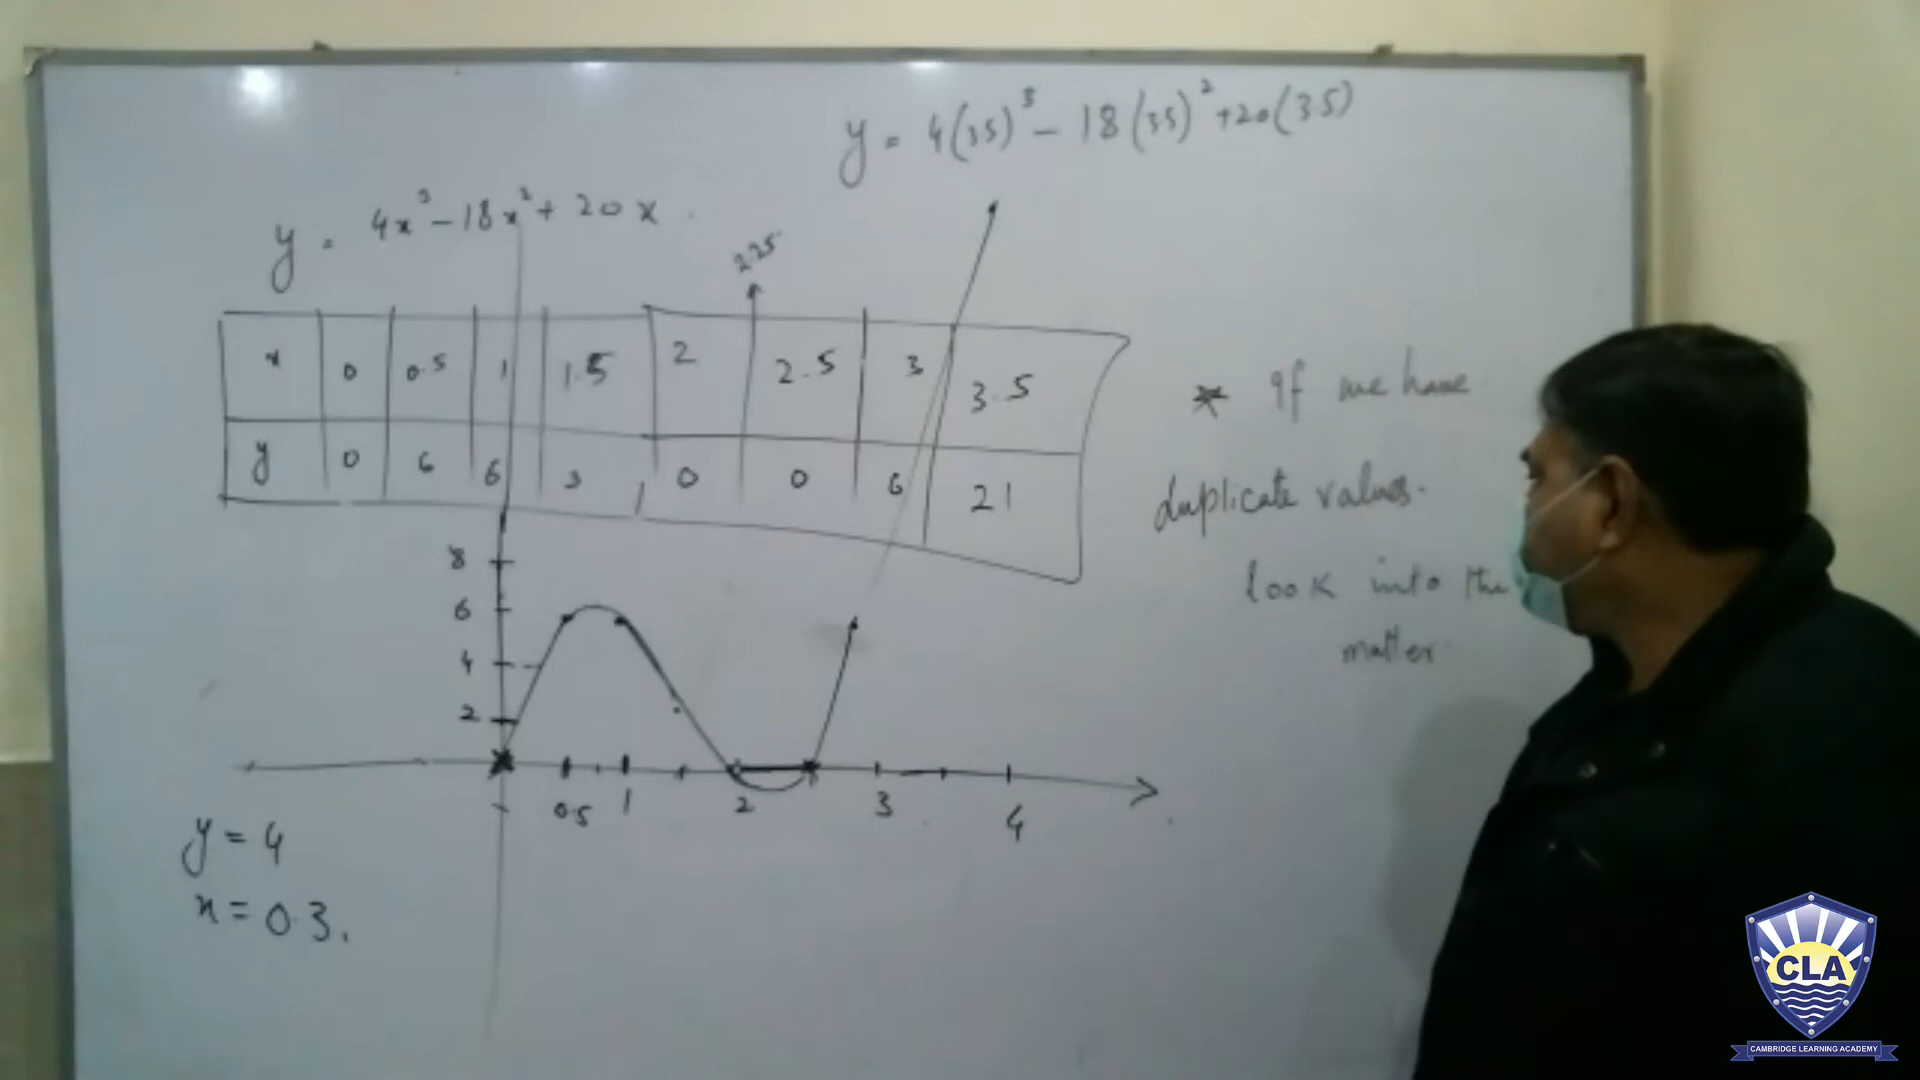 y = 4(3.5)³ - 18(3.5)² + 20(3.5)
y = 4x³ - 18x² + 20x
2.25
x 0 0.5 1 1.5 2 2.5 3 3.5
y 0 6 6 3 0 0 6 21
* If we have
duplicate values.
look into the
matter.
8
6
4
2
0.5 1 2 3 4
y = 4
x = 0.3.
CLA
CAMBRIDGE LEARNING ACADEMY